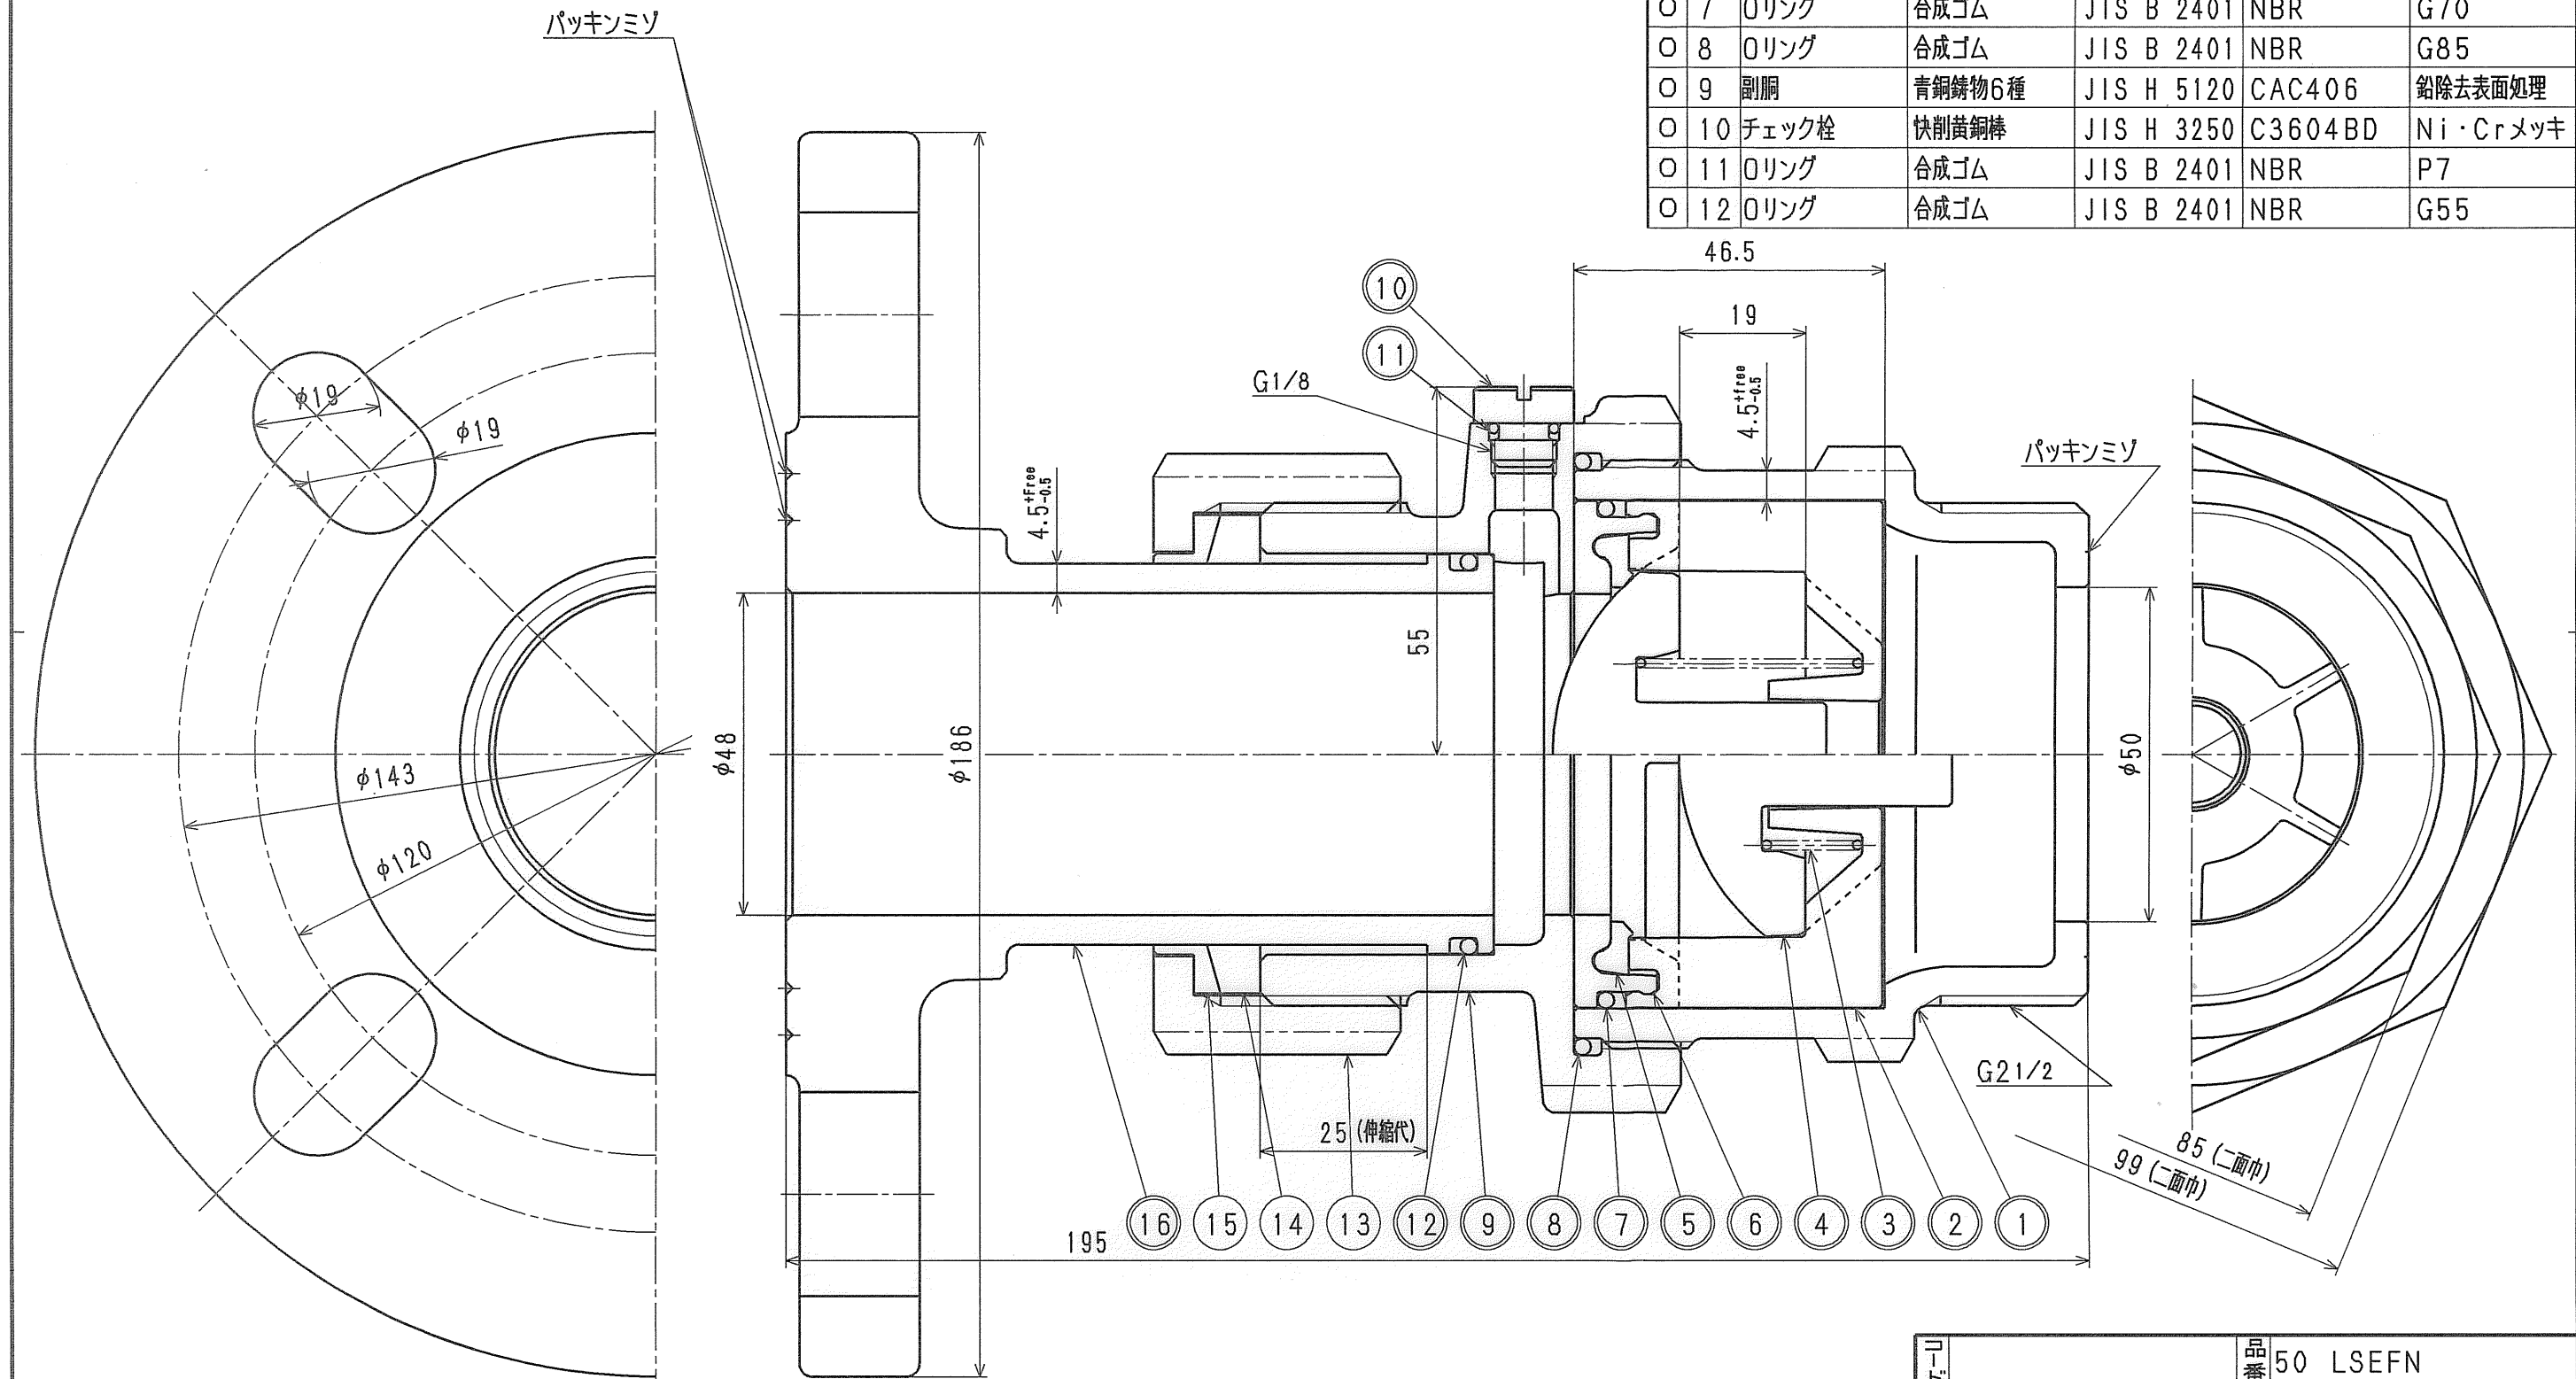 パッキンミゾ
○ 7 Oリング 合成ゴム JIS B 2401 NBR G70
○ 8 Oリング 合成ゴム JIS B 2401 NBR G85
○ 9 副胴 青銅鋳物6種 JIS H 5120 CAC406 鉛除去表面処理
○ 10 チェック栓 快削黄銅棒 JIS H 3250 C3604BD Ni・Crメッキ
○ 11 Oリング 合成ゴム JIS B 2401 NBR P7
○ 12 Oリング 合成ゴム JIS B 2401 NBR G55
46.5
10
19
11
G1/8
4.5+free -0.5
φ19
φ19
パッキンミゾ
4.5+Free -0.5
55
φ48
φ186
φ50
φ143
φ120
G2 1/2
25 (伸縮代)
85 (二面巾)
99 (二面巾)
16 15 14 13 12 9 8 7 5 6 4 3 2 1
195
品番 50 LSEFN